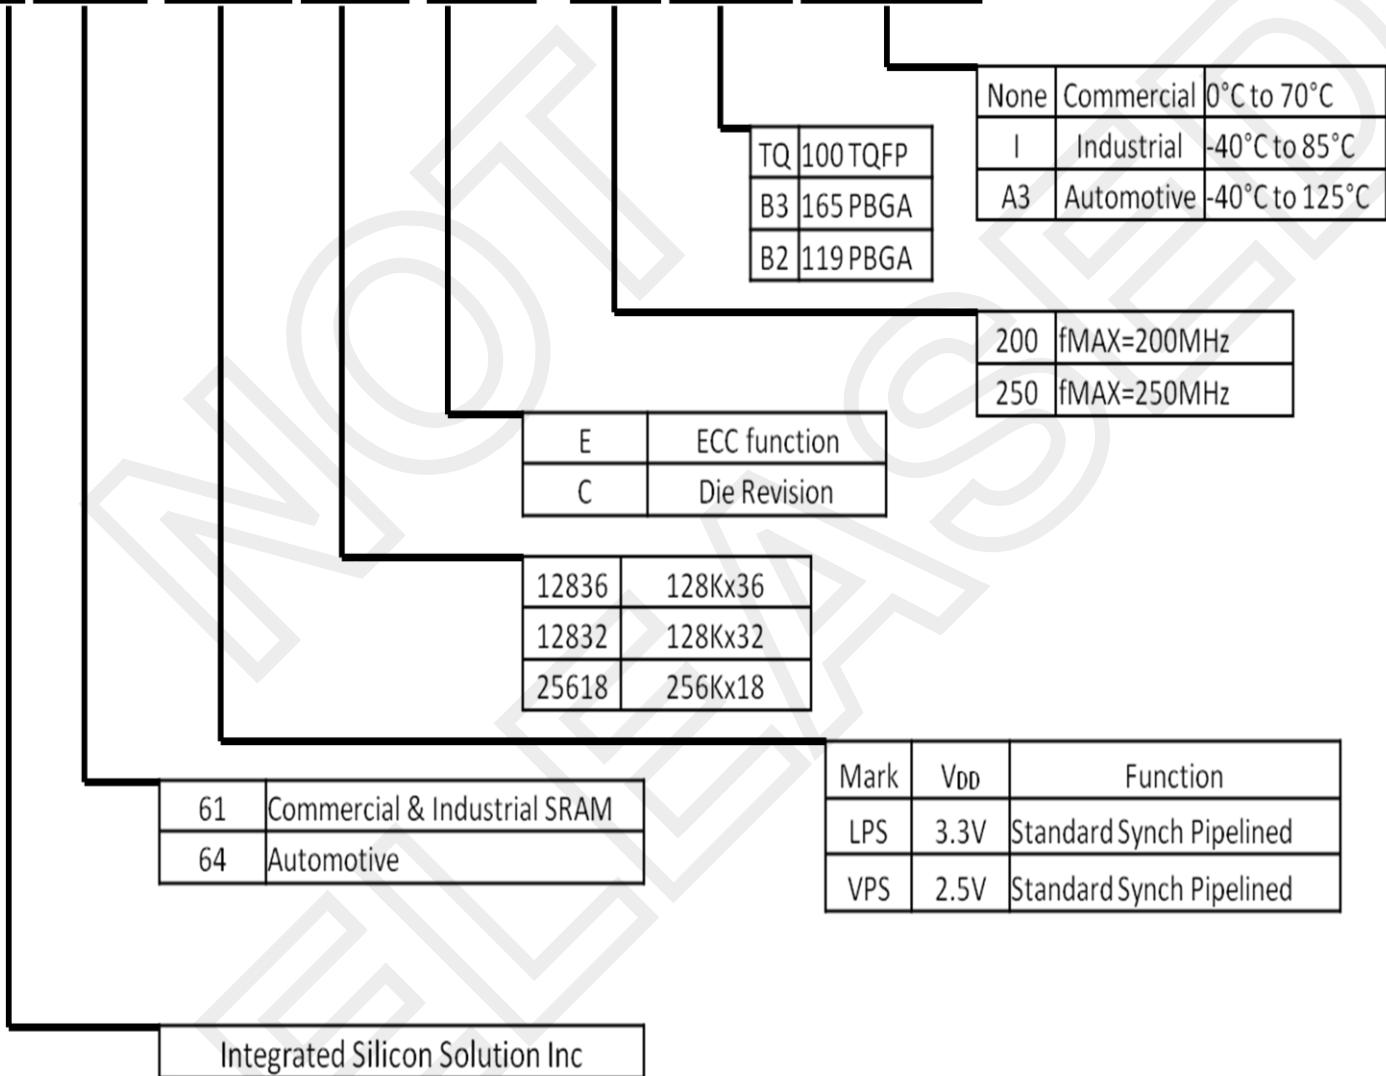 None Commercial 0°C to 70°C
I Industrial -40°C to 85°C
A3 Automotive -40°C to 125°C
TQ 100 TQFP
B3 165 PBGA
B2 119 PBGA
200 fMAX=200MHz
250 fMAX=250MHz
E ECC function
C Die Revision
12836 128Kx36
12832 128Kx32
25618 256Kx18
Mark VDD Function
LPS 3.3V Standard Synch Pipelined
VPS 2.5V Standard Synch Pipelined
61 Commercial & Industrial SRAM
64 Automotive
Integrated Silicon Solution Inc
NOT
ELEASED